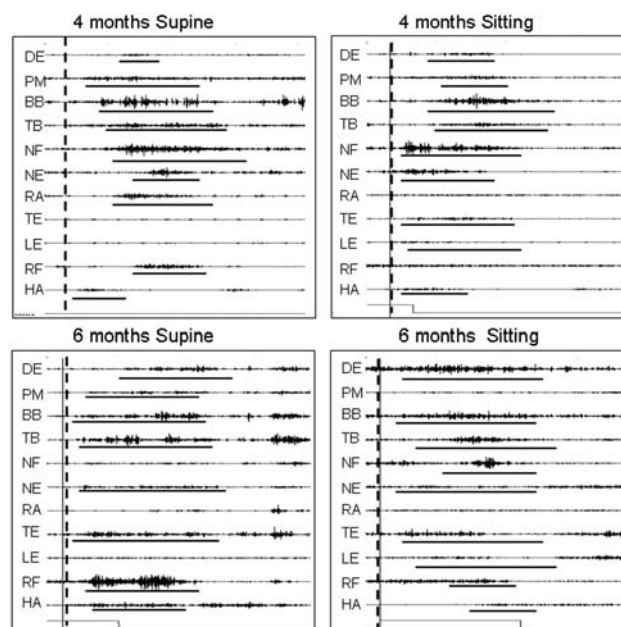 4 months Supine
DE
PM
BB
TB
NF
NE
RA
TE
LE
RF
HA
4 months Sitting
DE
PM
BB
TB
NF
NE
RA
TE
LE
RF
HA
6 months Supine
DE
PM
BB
TB
NF
NE
RA
TE
LE
RF
HA
6 months Sitting
DE
PM
BB
TB
NF
NE
RA
TE
LE
RF
HA